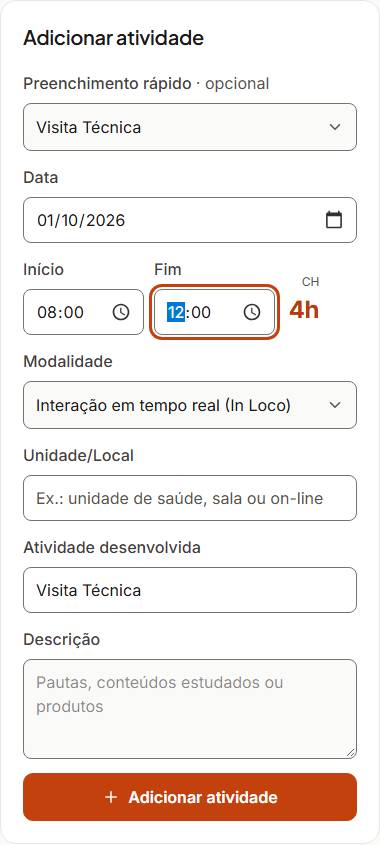 Adicionar atividade
Preenchimento rápido · opcional
Visita Técnica
Data
01/10/2026
Início
Fim
CH
08:00
12:00
4h
Modalidade
Interação em tempo real (In Loco)
Unidade/Local
Ex.: unidade de saúde, sala ou on-line
Atividade desenvolvida
Visita Técnica
Descrição
Pautas, conteúdos estudados ou
produtos
+ Adicionar atividade